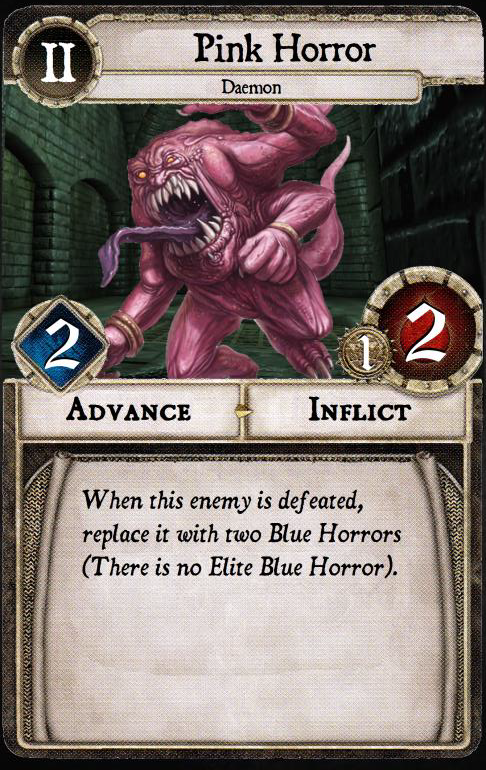 II
Pink Horror
Daemon
2
1
2
Advance
Inflict
When this enemy is defeated,
replace it with two Blue Horrors
(There is no Elite Blue Horror).